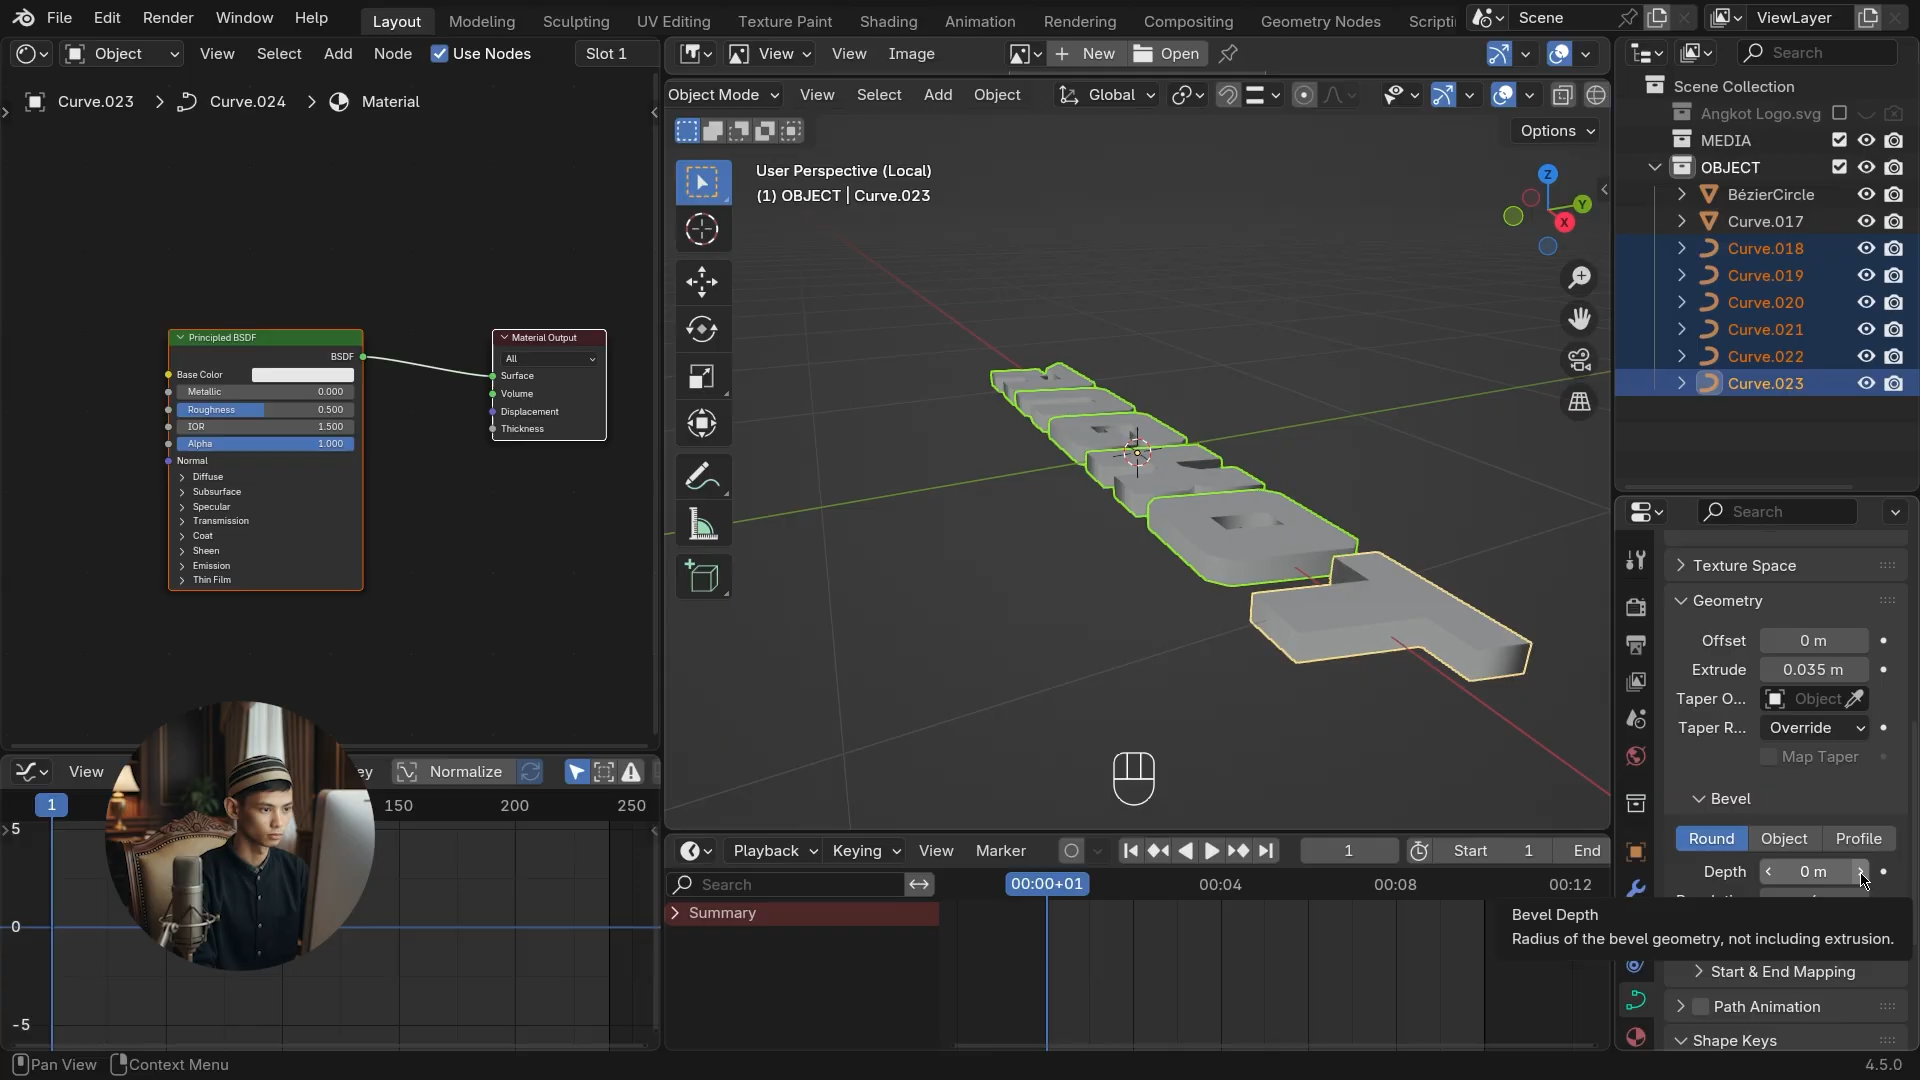 File Edit Render Window Help
Layout Modeling Sculpting UV Editing Texture Paint Shading Animation Rendering Compositing Geometry Nodes Scripti
Scene
ViewLayer
Object View Select Add Node Use Nodes Slot 1
View View Image New Open
Search
Curve.023 Curve.024 Material
Object Mode View Select Add Object Global
Options
User Perspective (Local)
(1) OBJECT | Curve.023
Z
Y
X
Scene Collection
Angkot Logo.svg
MEDIA
OBJECT
BézierCircle
Curve.017
Curve.018
Curve.019
Curve.020
Curve.021
Curve.022
Curve.023
Principled BSDF
BSDF
Base Color
Metallic 0.000
Roughness 0.500
IOR 1.500
Alpha 1.000
Normal
Diffuse
Subsurface
Specular
Transmission
Coat
Sheen
Emission
Thin Film
Material Output
All
Surface
Volume
Displacement
Thickness
Search
Texture Space
Geometry
Offset 0 m
Extrude 0.035 m
Taper O... Object
Taper R... Override
Map Taper
Bevel
Round Object Profile
Depth 0 m
Bevel Depth
Radius of the bevel geometry, not including extrusion.
Start & End Mapping
Path Animation
Shape Keys
View ey Normalize
1 150 200 250
5
0
-5
Playback Keying View Marker 1 Start 1 End
Search 00:00+01 00:04 00:08 00:12
Summary
Pan View Context Menu 4.5.0